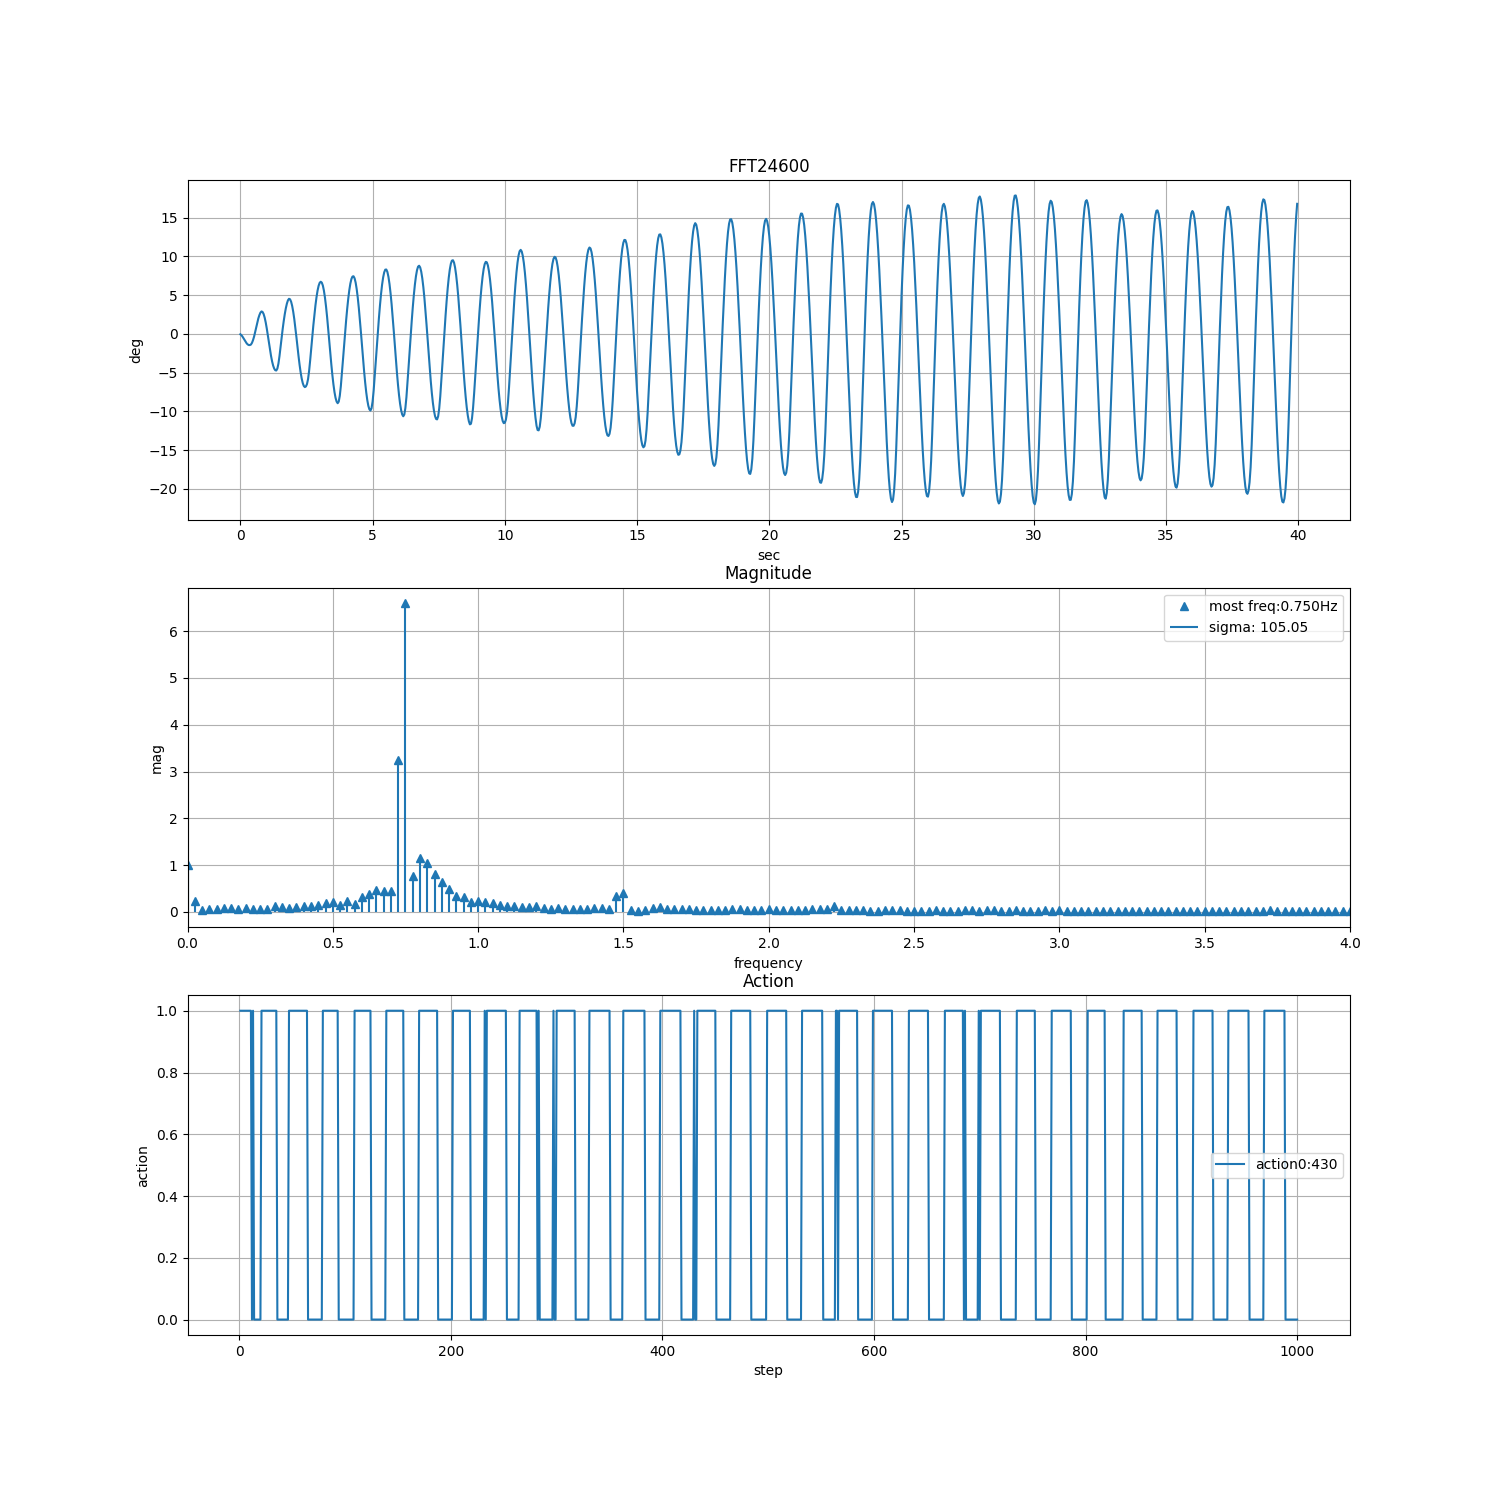 FFT24600
15
10
5
0
−5
−10
−15
−20
deg
0 5 10 15 20 25 30 35 40
sec
Magnitude
most freq:0.750Hz
sigma: 105.05
6
5
4
3
2
1
0
mag
0.0 0.5 1.0 1.5 2.0 2.5 3.0 3.5 4.0
frequency
Action
1.0
0.8
0.6
0.4
0.2
0.0
action
action0:430
0 200 400 600 800 1000
step